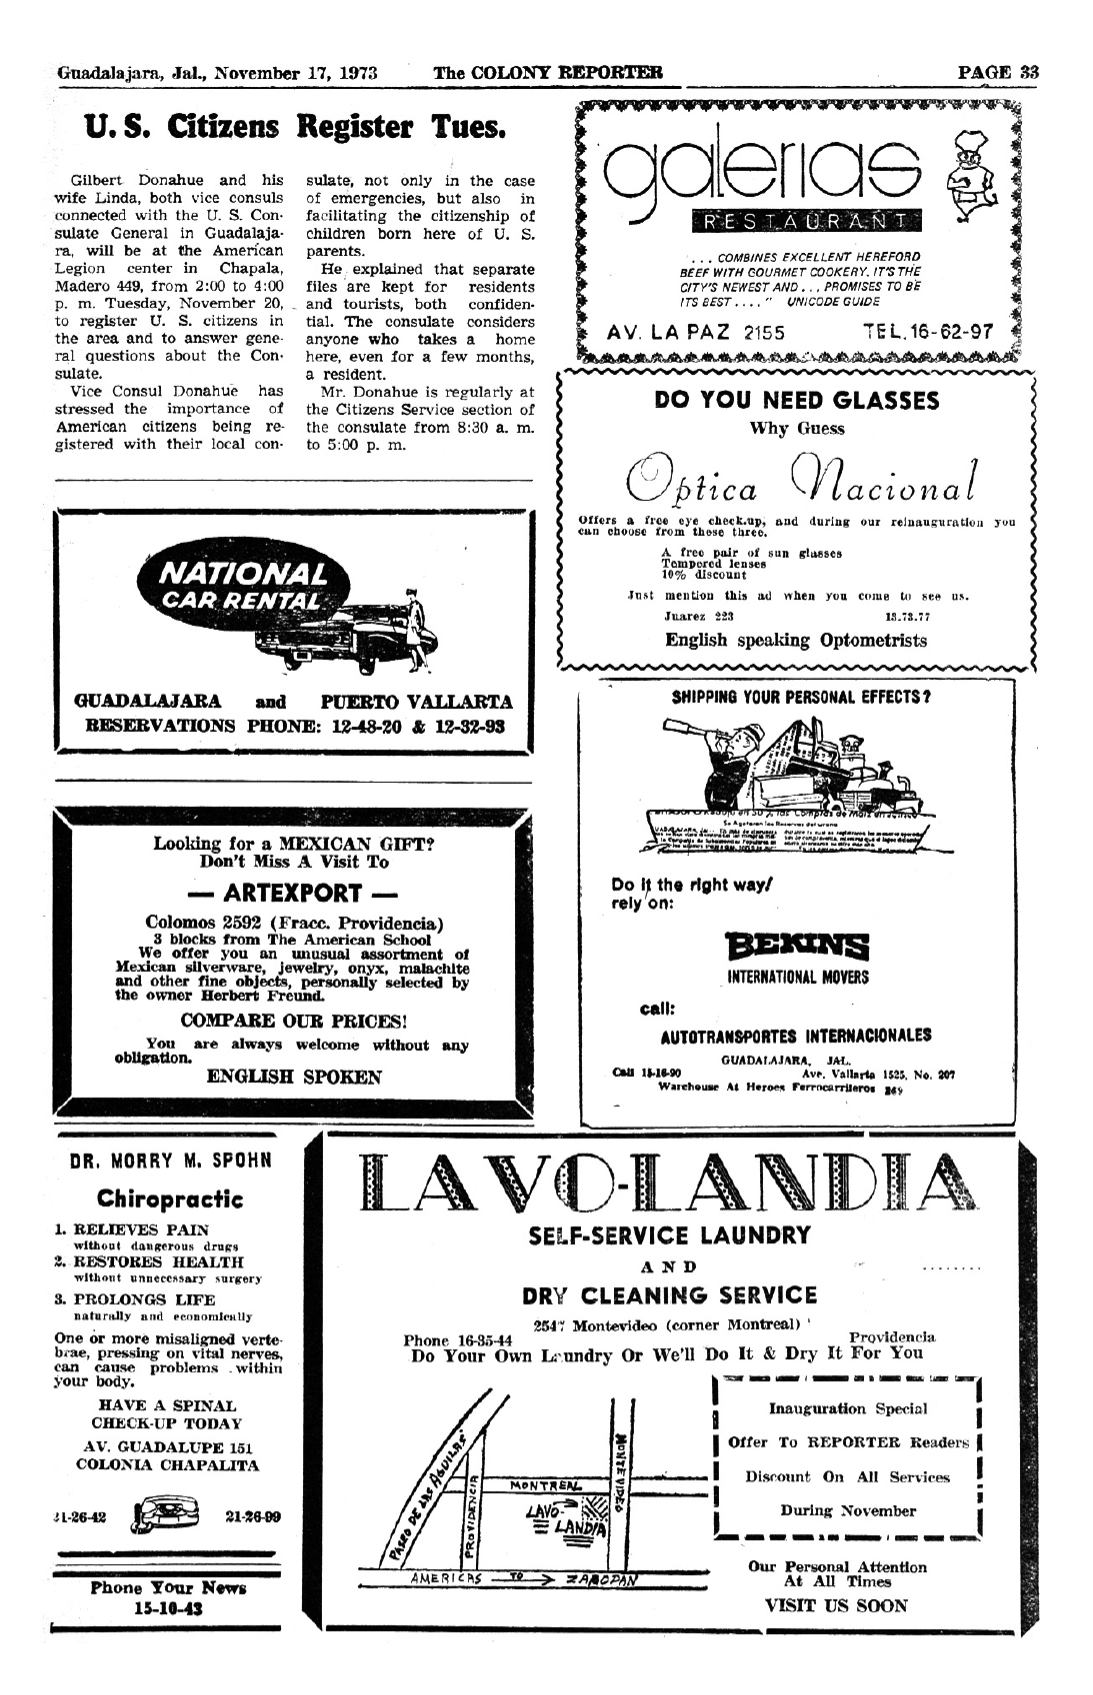 Guadalajara, Jal., November 17, 1973 The COLONY REPORTER PAGE 33
U. S. Citizens Register Tues.
Gilbert Donahue and his
wife Linda, both vice consuls
connected with the U. S. Con-
sulate General in Guadalaja-
ra, will be at the American
Legion center in Chapala,
Madero 449, from 2:00 to 4:00
p. m. Tuesday, November 20,
to register U. S. citizens in
the area and to answer gene-
ral questions about the Con-
sulate.
Vice Consul Donahue has
stressed the importance of
American citizens being re-
gistered with their local con-
sulate, not only in the case
of emergencies, but also in
facilitating the citizenship of
children born here of U. S.
parents.
He explained that separate
files are kept for residents
and tourists, both confiden-
tial. The consulate considers
anyone who takes a home
here, even for a few months,
a resident.
Mr. Donahue is regularly at
the Citizens Service section of
the consulate from 8:30 a. m.
to 5:00 p. m.
galerias
RESTAURANT
... COMBINES EXCELLENT HEREFORD
BEEF WITH GOURMET COOKERY. IT'S THE
CITY'S NEWEST AND ... PROMISES TO BE
ITS BEST .... " UNICODE GUIDE
AV. LA PAZ 2155 TEL. 16-62-97
DO YOU NEED GLASSES
Why Guess
Optica Nacional
Offers a free eye check.up, and during our reinauguration you
can choose from these three.
A free pair of sun glasses
Tempered lenses
10% discount
Just mention this ad when you come to see us.
Juarez 223 13.73.77
English speaking Optometrists
NATIONAL
CAR RENTAL
GUADALAJARA and PUERTO VALLARTA
RESERVATIONS PHONE: 12-48-20 & 12-32-93
SHIPPING YOUR PERSONAL EFFECTS?
Do it the right way!
rely on:
BEKINS
INTERNATIONAL MOVERS
call:
AUTOTRANSPORTES INTERNACIONALES
GUADALAJARA, JAL.
Call 15-16-90 Ave. Vallarta 1525, No. 207
Warehouse At Heroes Ferrocarrileros 249
Looking for a MEXICAN GIFT?
Don't Miss A Visit To
— ARTEXPORT —
Colomos 2592 (Fracc. Providencia)
3 blocks from The American School
We offer you an unusual assortment of
Mexican silverware, jewelry, onyx, malachite
and other fine objects, personally selected by
the owner Herbert Freund.
COMPARE OUR PRICES!
You are always welcome without any
obligation.
ENGLISH SPOKEN
DR. MORRY M. SPOHN
Chiropractic
1. RELIEVES PAIN
without dangerous drugs
2. RESTORES HEALTH
without unnecessary surgery
3. PROLONGS LIFE
naturally and economically
One or more misaligned verte-
brae, pressing on vital nerves,
can cause problems within
your body.
HAVE A SPINAL
CHECK-UP TODAY
AV. GUADALUPE 151
COLONIA CHAPALITA
21-26-42 21-26-99
Phone Your News
15-10-43
LAVO-LANDIA
SELF-SERVICE LAUNDRY
AND
DRY CLEANING SERVICE
2547 Montevideo (corner Montreal)
Phone 16-35-44 Providencia
Do Your Own Laundry Or We'll Do It & Dry It For You
PASEO DE LAS AGUILAS
PROVIDENCIA
MONTREAL
MONTEVIDEO
LAVO-
LANDIA
AMERICAS TO ZAPOPAN
Inauguration Special
Offer To REPORTER Readers
Discount On All Services
During November
Our Personal Attention
At All Times
VISIT US SOON